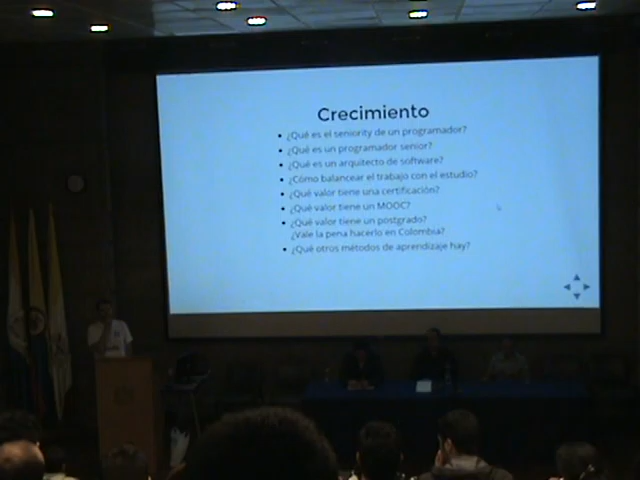 Crecimiento
¿Qué es el seniority de un programador?
¿Qué es un programador senior?
¿Qué es un arquitecto de software?
¿Cómo balancear el trabajo con el estudio?
¿Qué valor tiene una certificación?
¿Qué valor tiene un MOOC?
¿Qué valor tiene un postgrado?
¿Vale la pena hacerlo en Colombia?
¿Qué otros métodos de aprendizaje hay?